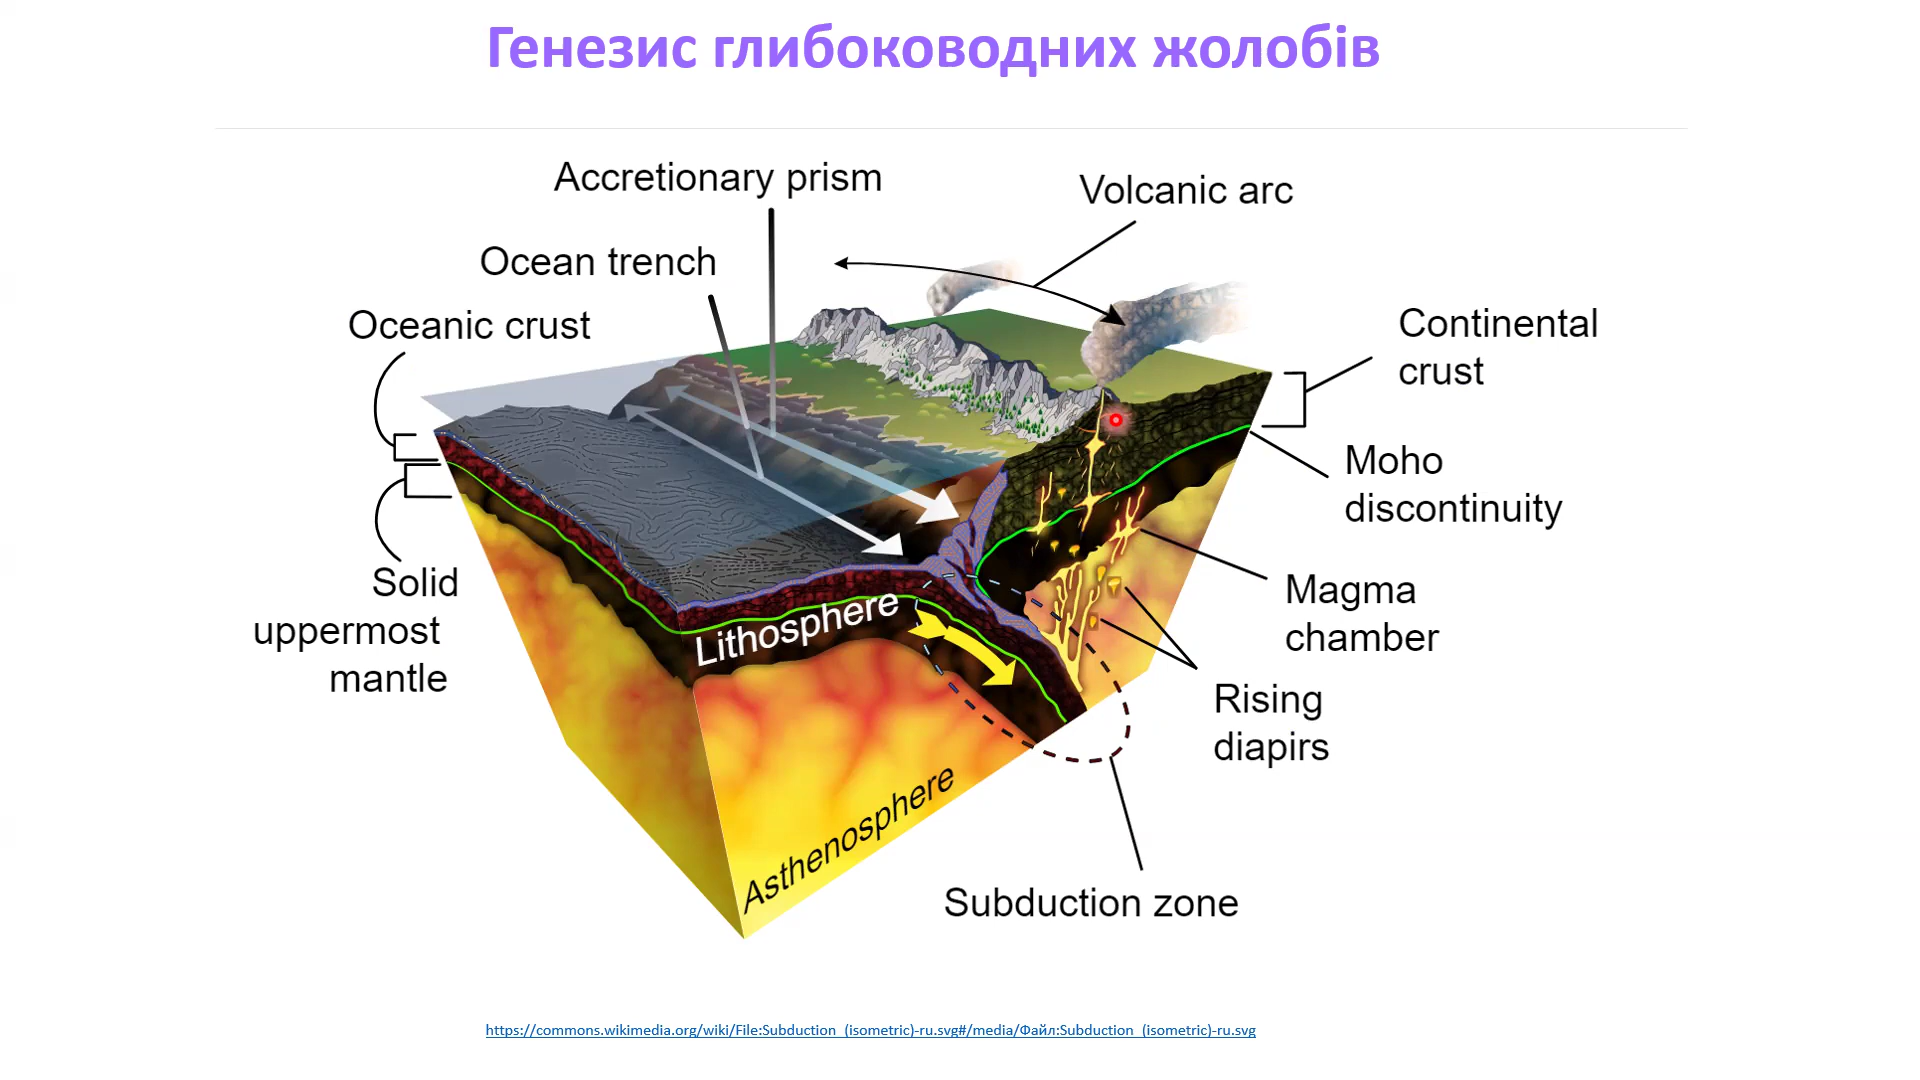 Генезис глибоководних жолобів
Accretionary prism
Volcanic arc
Ocean trench
Oceanic crust
Continental
crust
Moho
discontinuity
Solid
uppermost
mantle
Lithosphere
Magma
chamber
Rising
diapirs
Asthenosphere
Subduction zone
https://commons.wikimedia.org/wiki/File:Subduction_(isometric)-ru.svg#/media/Файл:Subduction_(isometric)-ru.svg